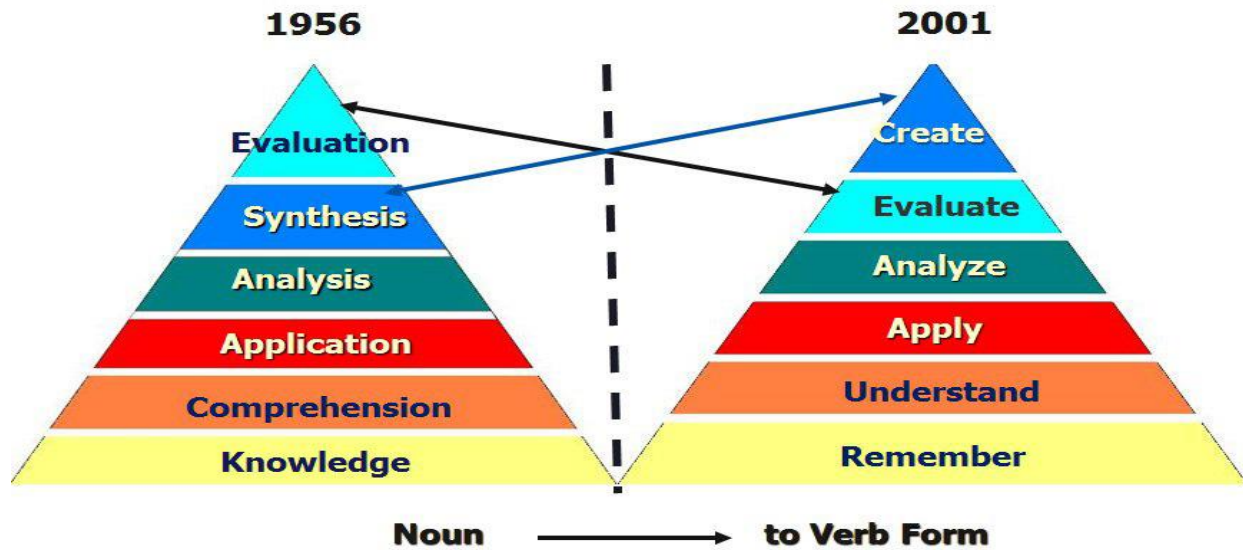 1956
Evaluation
Synthesis
Analysis
Application
Comprehension
Knowledge
2001
Create
Evaluate
Analyze
Apply
Understand
Remember
Noun to Verb Form